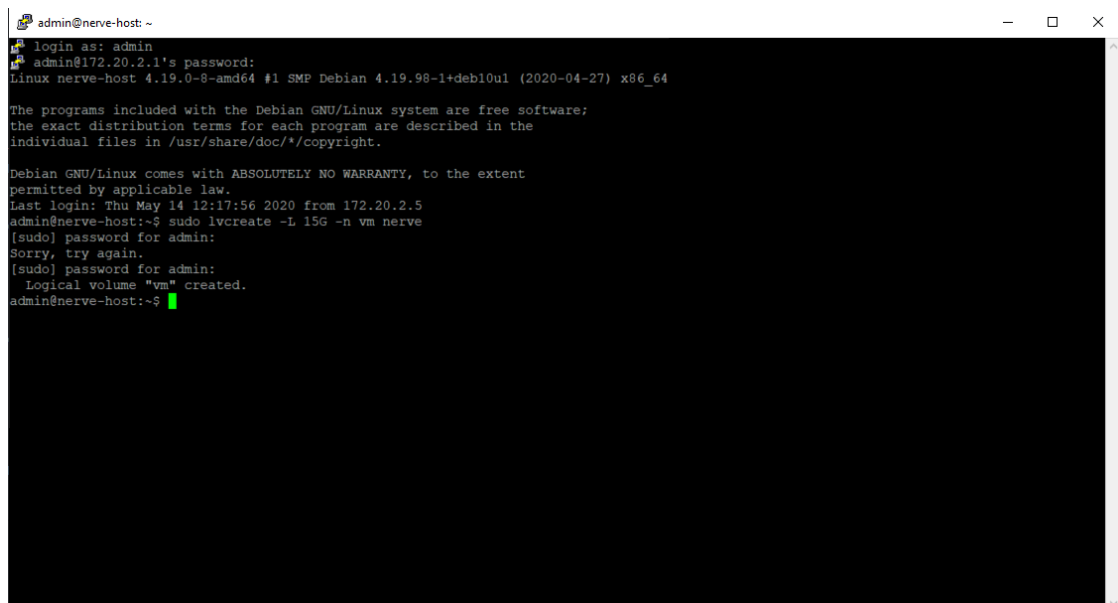 admin@nerve-host: ~
login as: admin
admin@172.20.2.1's password:
Linux nerve-host 4.19.0-8-amd64 #1 SMP Debian 4.19.98-1+deb10u1 (2020-04-27) x86_64
The programs included with the Debian GNU/Linux system are free software;
the exact distribution terms for each program are described in the
individual files in /usr/share/doc/*/copyright.
Debian GNU/Linux comes with ABSOLUTELY NO WARRANTY, to the extent
permitted by applicable law.
Last login: Thu May 14 12:17:56 2020 from 172.20.2.5
admin@nerve-host:~$ sudo lvcreate -L 15G -n vm nerve
[sudo] password for admin:
Sorry, try again.
[sudo] password for admin:
  Logical volume "vm" created.
admin@nerve-host:~$